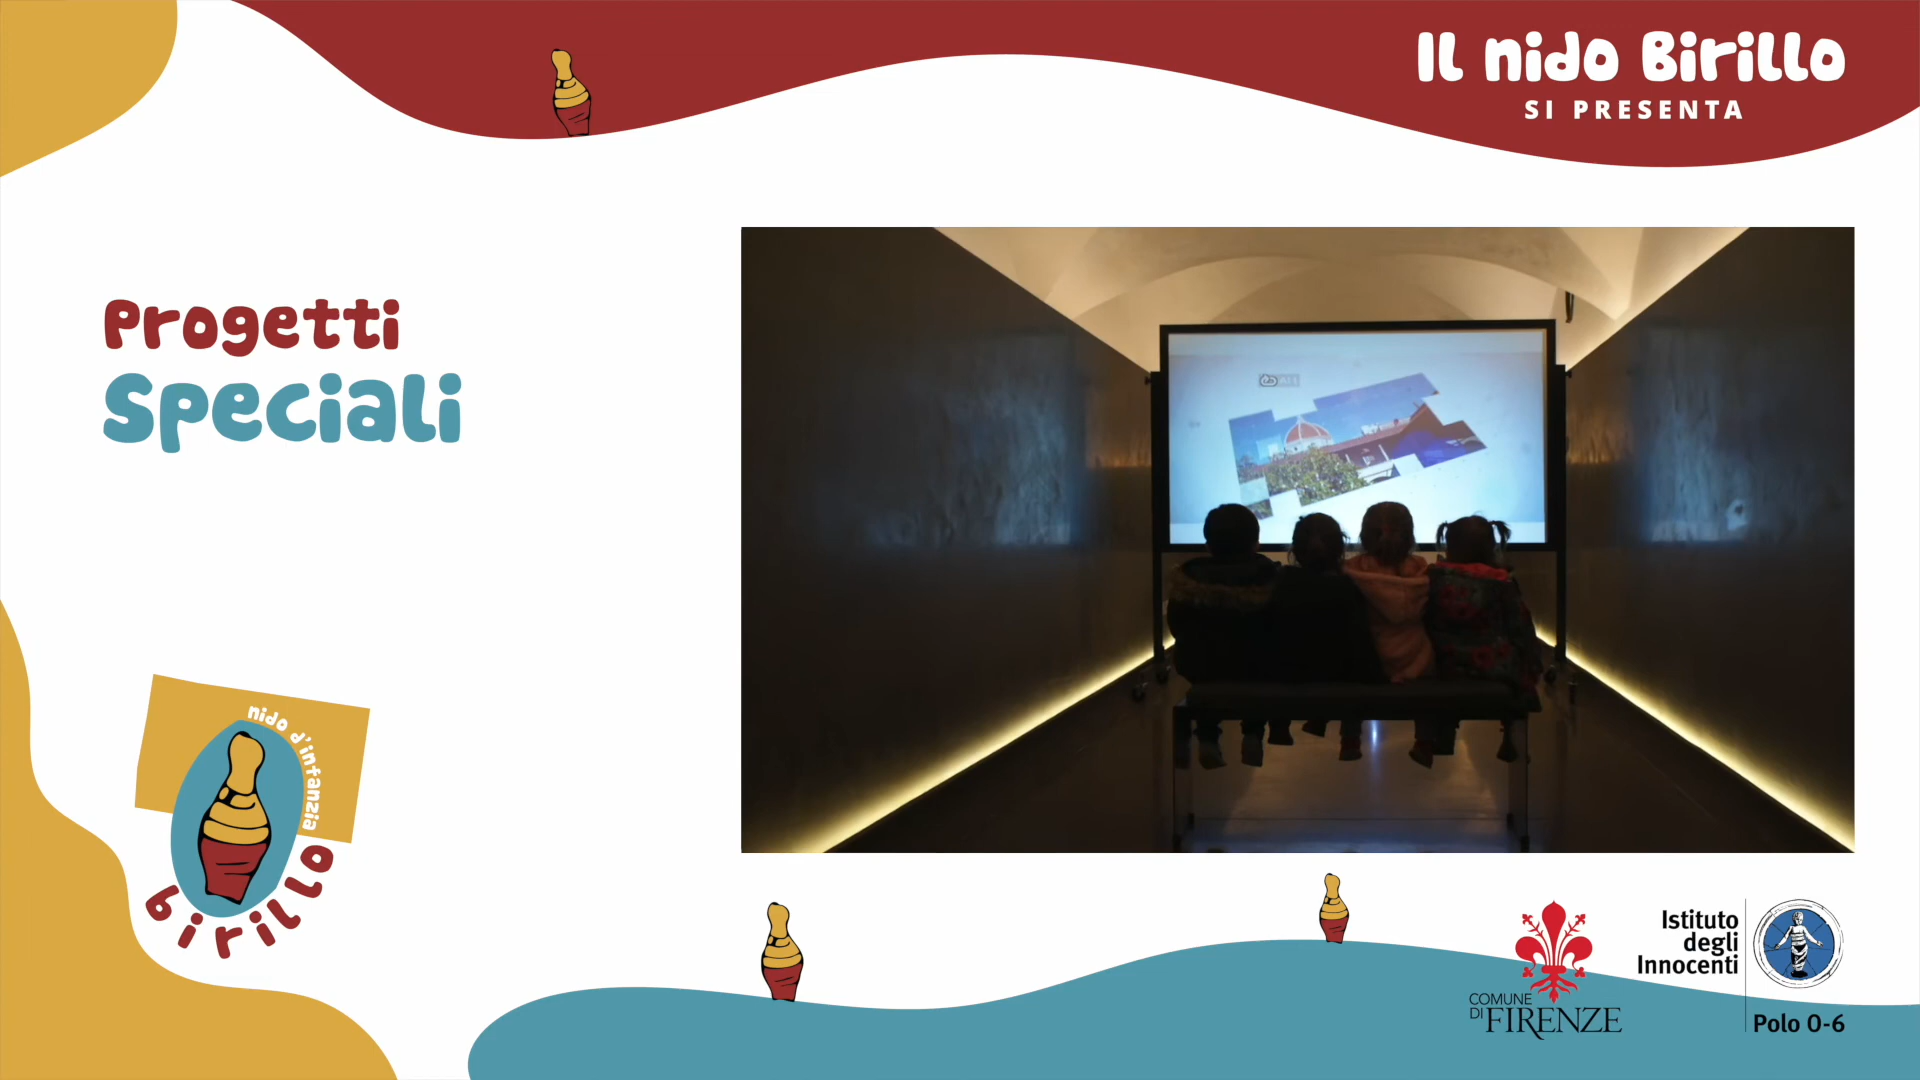 Il nido Birillo
SI PRESENTA
Progetti
Speciali
nido d'infanzia
birillo
COMUNE
DI FIRENZE
Istituto
degli
Innocenti
Polo 0-6